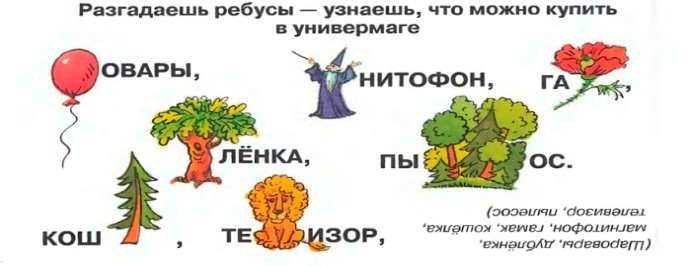 Разгадаешь ребусы — узнаешь, что можно купить
в универмаге
ОВАРЫ,
НИТОФОН, ГА ,
ЛЁНКА, ПЫ ОС.
КОШ , ТЕ ИЗОР,
(Шаровары, дублёнка,
магнитофон, гамак, кошёлка,
телевизор, пылесос)